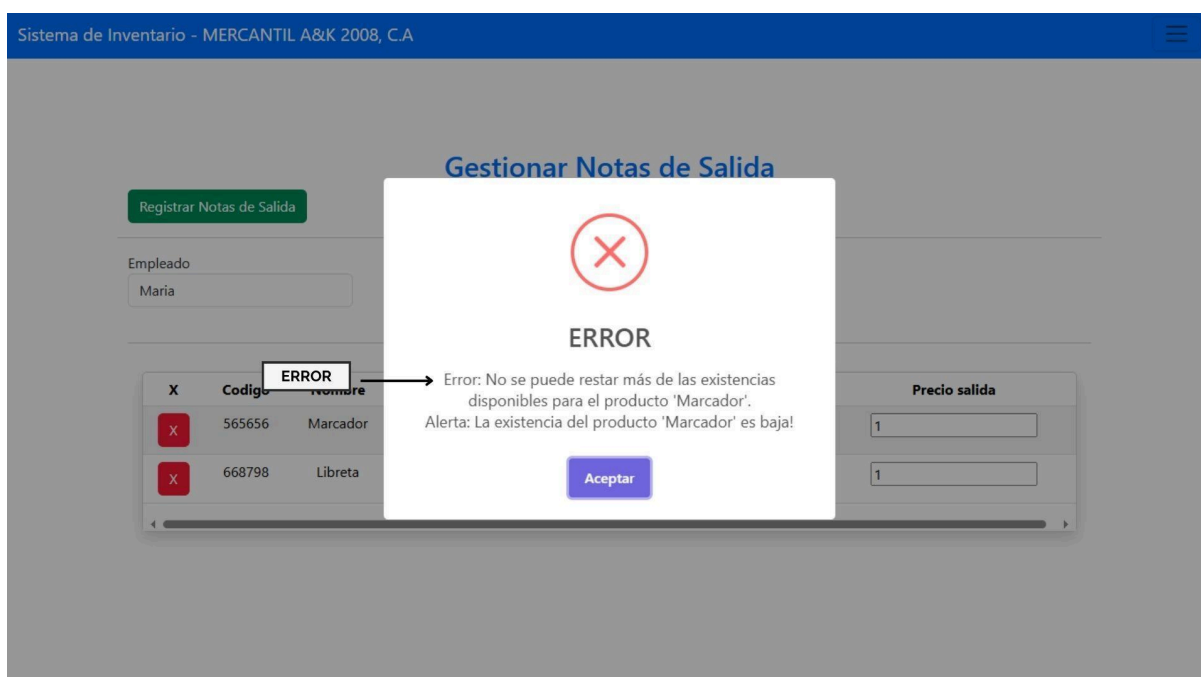 Sistema de Inventario - MERCANTIL A&K 2008, C.A
Gestionar Notas de Salida
Registrar Notas de Salida
Empleado
Maria
ERROR
ERROR
Error: No se puede restar más de las existencias
disponibles para el producto 'Marcador'.
Alerta: La existencia del producto 'Marcador' es baja!
Aceptar
X Codigo Nombre Precio salida
X 565656 Marcador 1
X 668798 Libreta 1